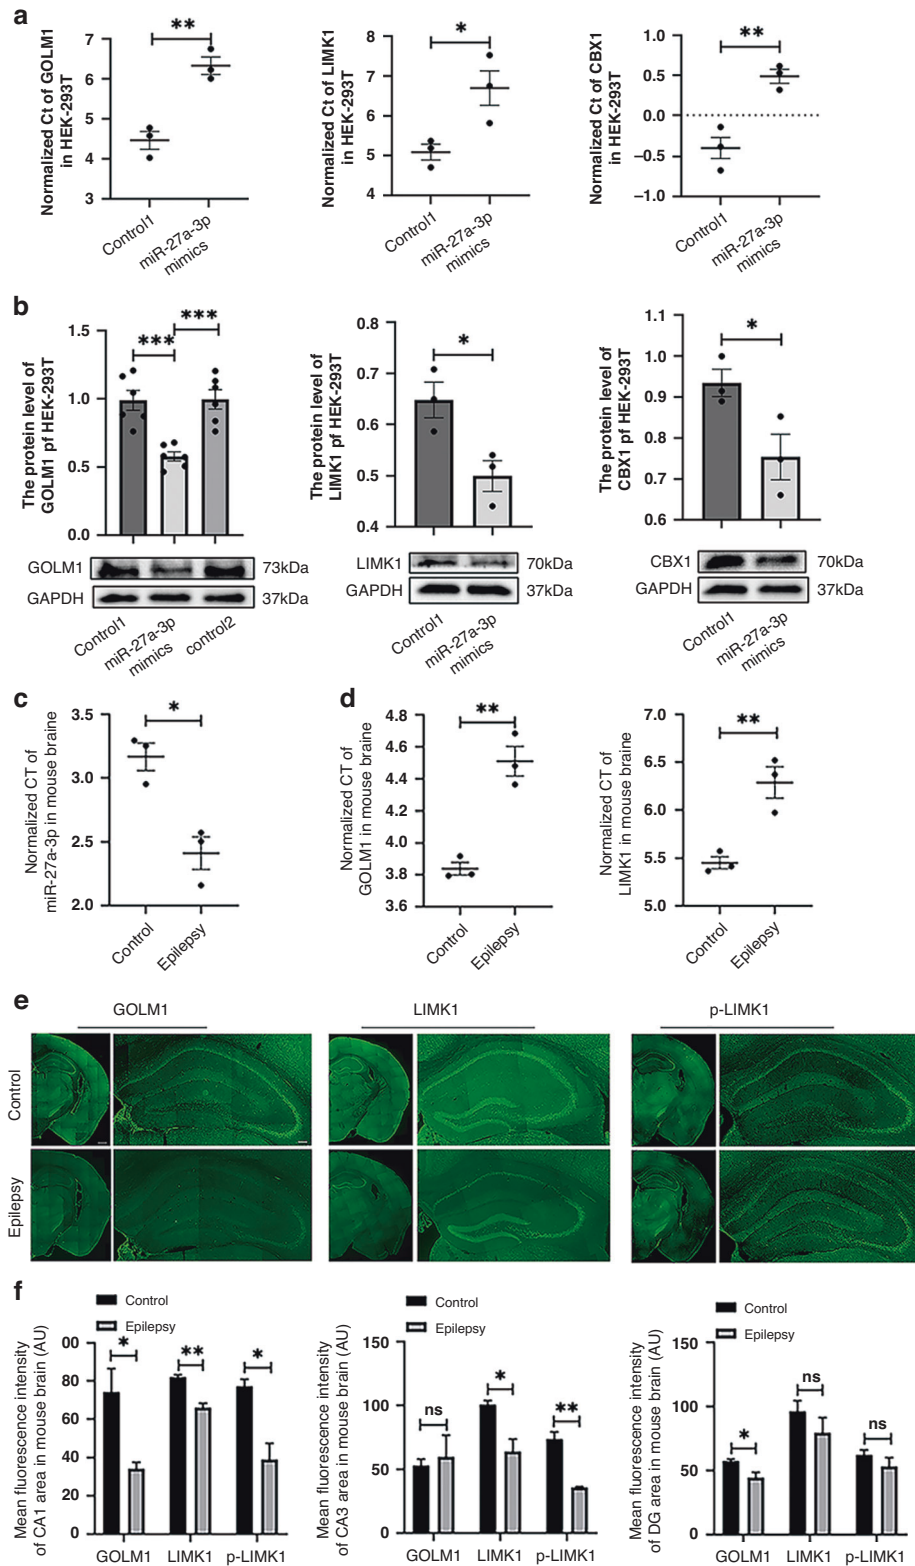 a
Normalized Ct of GOLM1
in HEK-293T
7
6
5
4
3
**
Control1
miR-27a-3p
mimics
Normalized Ct of LIMK1
in HEK-293T
8
7
6
5
4
*
Control1
miR-27a-3p
mimics
Normalized Ct of CBX1
in HEK-293T
1.0
0.5
0.0
−0.5
−1.0
**
Control1
miR-27a-3p
mimics
b
The protein level of
GOLM1 pf HEK-293T
1.5
1.0
0.5
0.0
***
***
GOLM1
73kDa
GAPDH
37kDa
Control1
miR-27a-3p
mimics
control2
The protein level of
LIMK1 pf HEK-293T
0.8
0.7
0.6
0.5
0.4
*
LIMK1
70kDa
GAPDH
37kDa
Control1
miR-27a-3p
mimics
The protein level of
CBX1 pf HEK-293T
1.1
1.0
0.9
0.8
0.7
0.6
*
CBX1
70kDa
GAPDH
37kDa
Control1
miR-27a-3p
mimics
c
Normalized CT of
miR-27a-3p in mouse braine
3.5
3.0
2.5
2.0
*
Control
Epilepsy
d
Normalized CT of
GOLM1 in mouse braine
4.8
4.6
4.4
4.2
4.0
3.8
3.6
**
Control
Epilepsy
Normalized CT of
LIMK1 in mouse braine
7.0
6.5
6.0
5.5
5.0
**
Control
Epilepsy
e
GOLM1
LIMK1
p-LIMK1
Control
Epilepsy
f
Mean fluorescence intensity
of CA1 area in mouse brain (AU)
Control
Epilepsy
00
80
60
40
20
0
*
**
*
GOLM1
LIMK1
p-LIMK1
Mean fluorescence intensity
of CA3 area in mouse brain (AU)
Control
Epilepsy
150
100
50
0
ns
*
**
GOLM1
LIMK1
p-LIMK1
Mean fluorescence intensity
of DG area in mouse brain (AU)
Control
Epilepsy
150
100
50
0
*
ns
ns
GOLM1
LIMK1
p-LIMK1